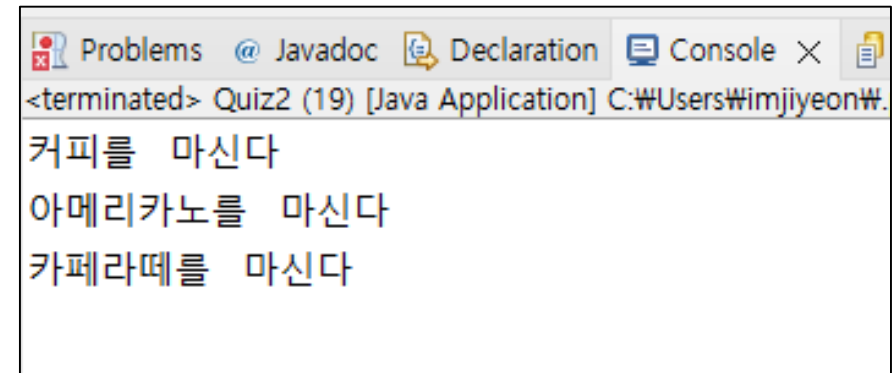 Problems @ Javadoc Declaration Console
<terminated> Quiz2 (19) [Java Application] C:₩Users₩imjiyeon₩.
커피를 마신다
아메리카노를 마신다
카페라떼를 마신다